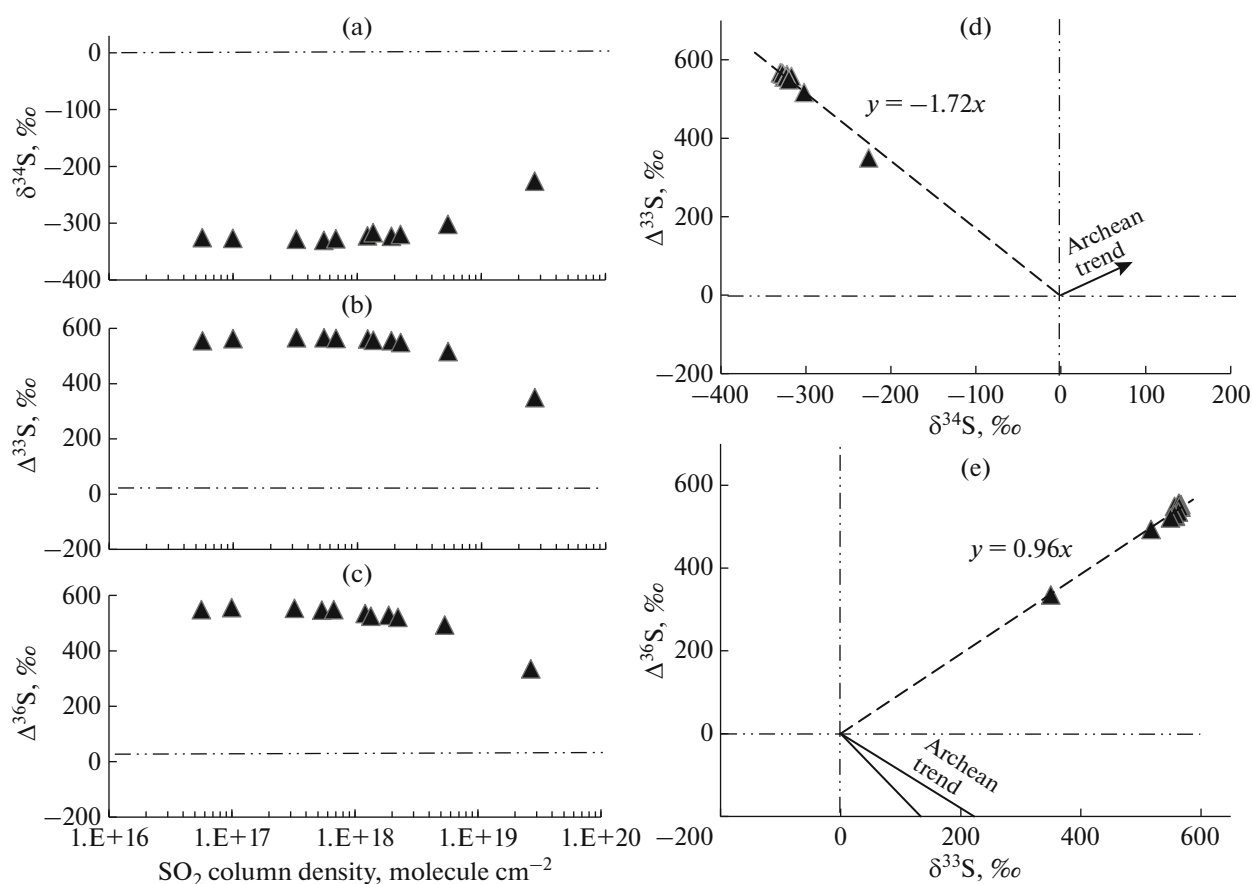 (a)
0
−100
−200
−300
−400
δ³⁴S, ‰
(b)
600
400
200
0
−200
Δ³³S, ‰
(c)
600
400
200
0
−200
Δ³⁶S, ‰
1.E+16 1.E+17 1.E+18 1.E+19 1.E+20
SO₂ column density, molecule cm⁻²
(d)
600
400
200
0
−200
Δ³³S, ‰
y = −1.72x
Archean
trend
−400 −300 −200 −100 0 100 200
δ³⁴S, ‰
(e)
600
400
200
0
−200
Δ³⁶S, ‰
y = 0.96x
Archean
trend
0 200 400 600
δ³³S, ‰